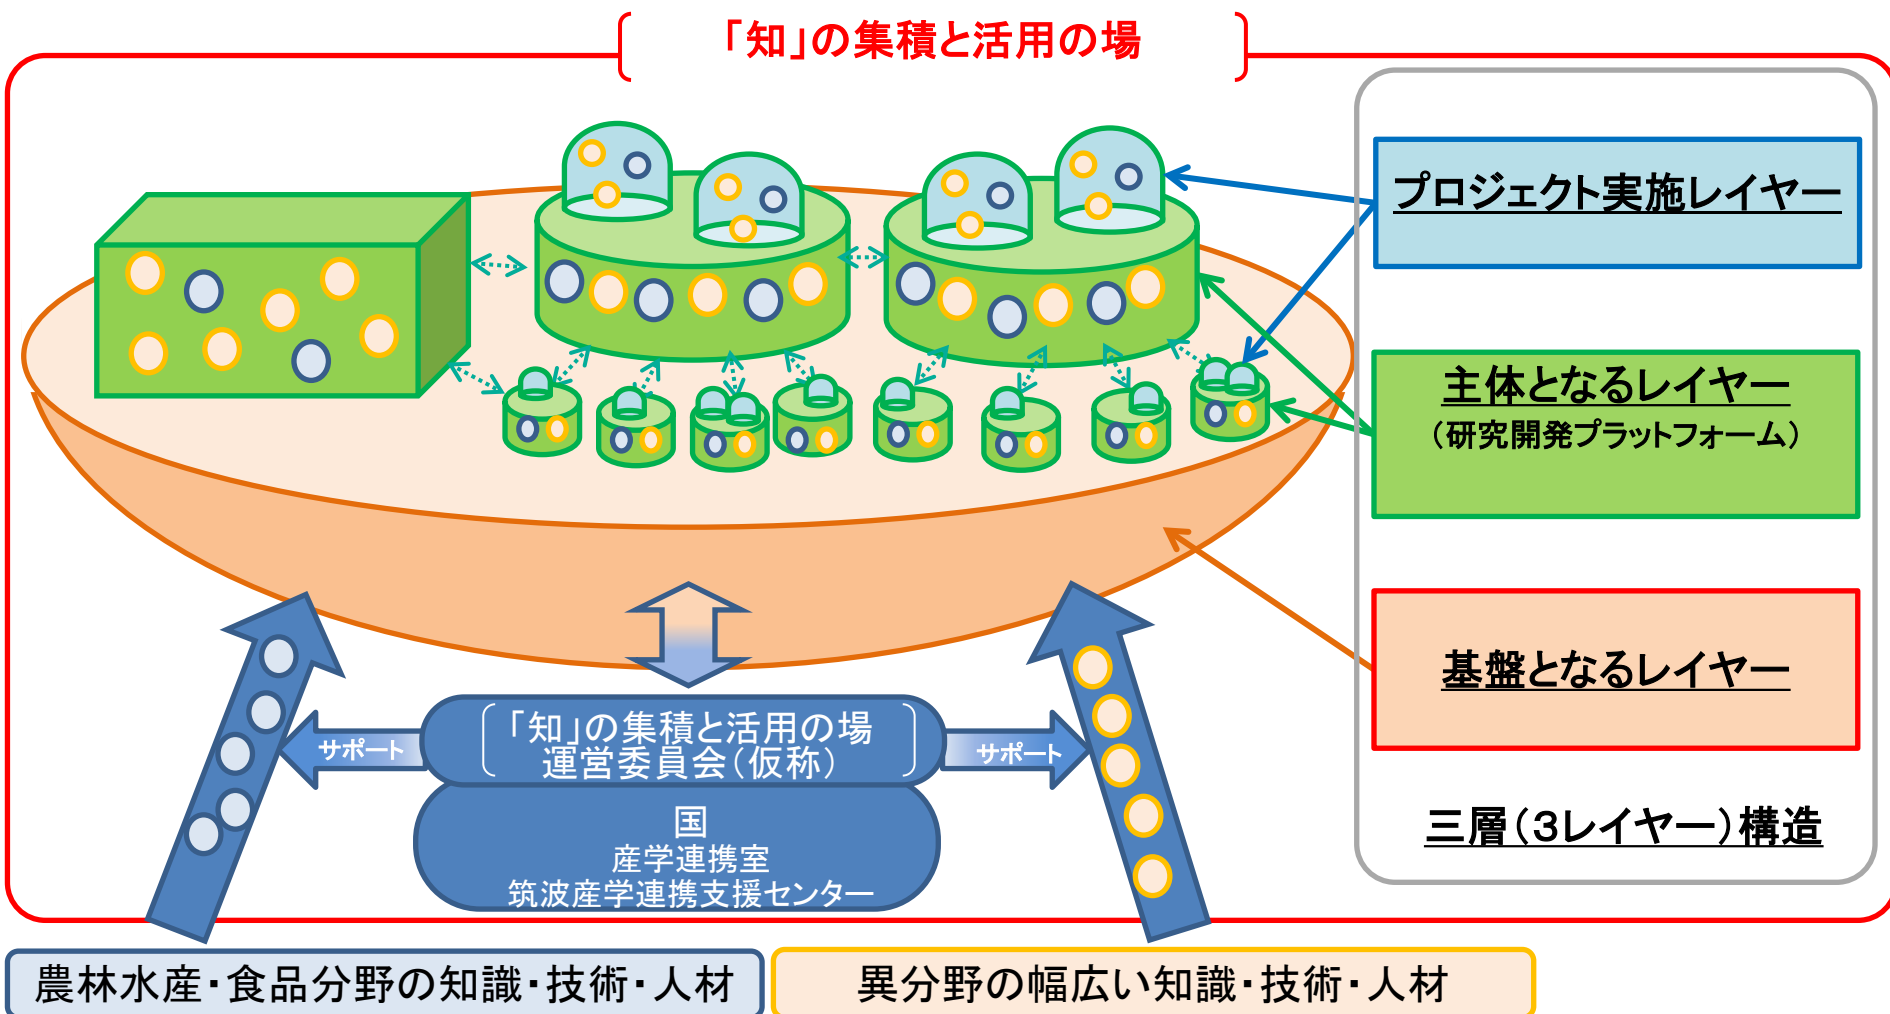 「知」の集積と活用の場
プロジェクト実施レイヤー
主体となるレイヤー
（研究開発プラットフォーム）
基盤となるレイヤー
三層（３レイヤー）構造
サポート
「知」の集積と活用の場
運営委員会（仮称）
サポート
国
産学連携室
筑波産学連携支援センター
農林水産・食品分野の知識・技術・人材
異分野の幅広い知識・技術・人材